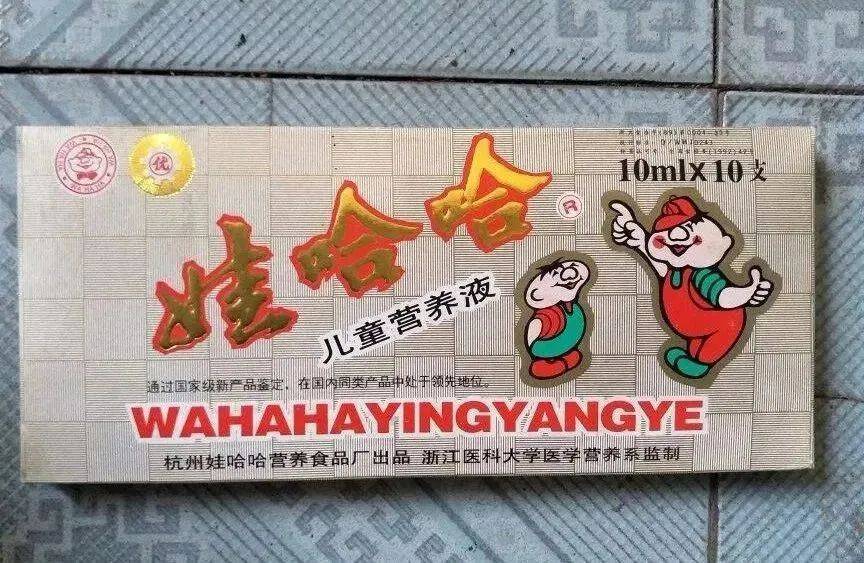 优
10mlx10支
娃哈哈®
儿童营养液
通过国家级新产品鉴定，在国内同类产品中处于领先地位。
WAHAHAYINGYANGYE
杭州娃哈哈营养食品厂出品 浙江医科大学医学营养系监制